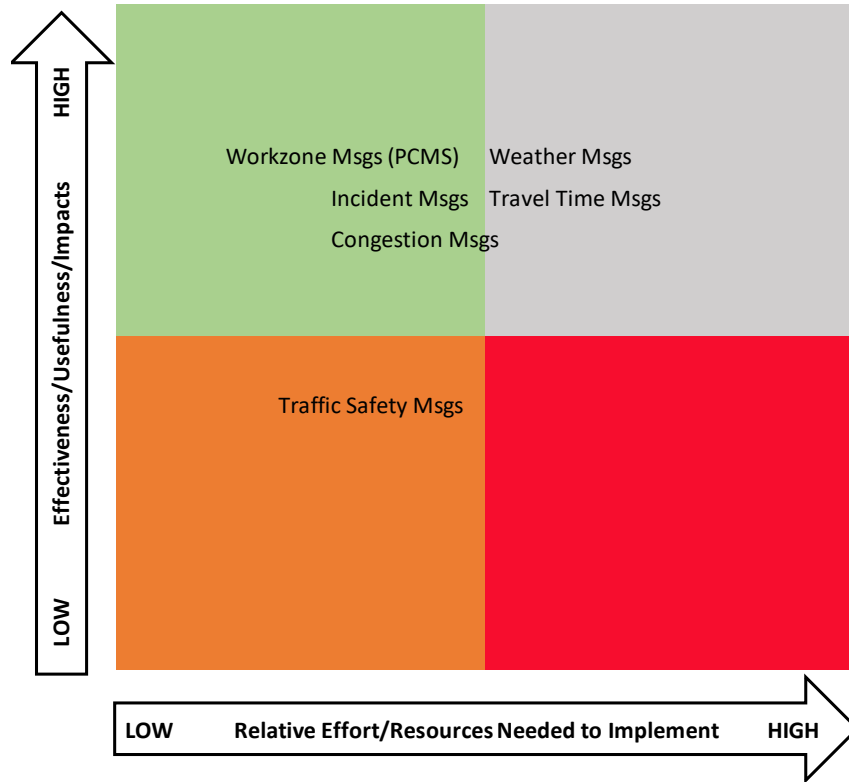 HIGH
Effectiveness/Usefulness/Impacts
LOW
Workzone Msgs (PCMS)
Weather Msgs
Incident Msgs
Travel Time Msgs
Congestion Msgs
Traffic Safety Msgs
LOW
Relative Effort/Resources Needed to Implement
HIGH